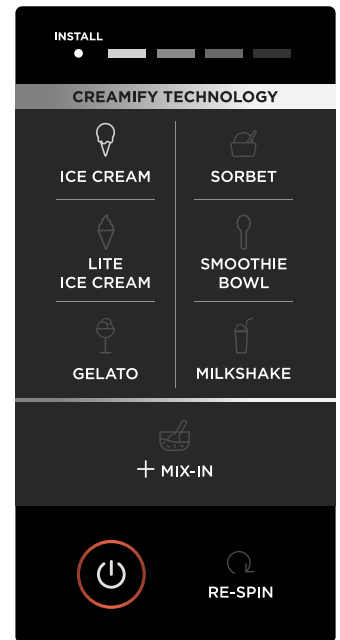 INSTALL
CREAMIFY TECHNOLOGY
ICE CREAM
SORBET
LITE
ICE CREAM
SMOOTHIE
BOWL
GELATO
MILKSHAKE
+ MIX-IN
RE-SPIN